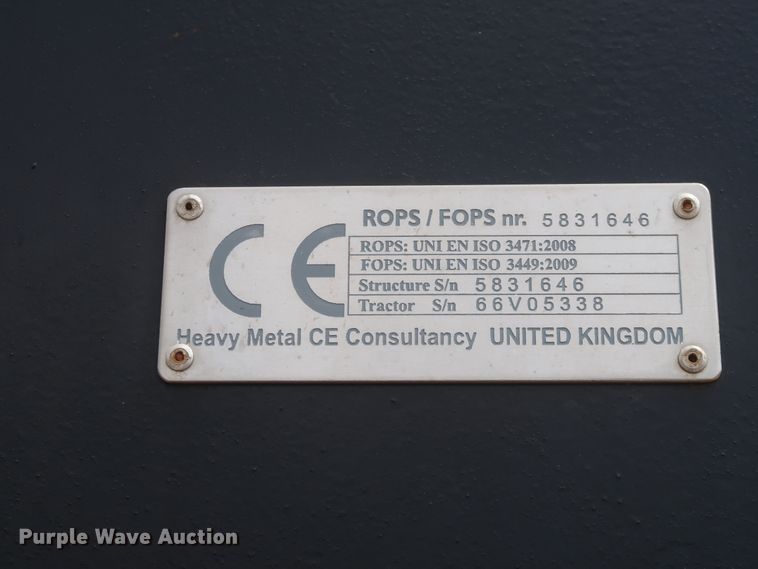 CE
ROPS / FOPS nr. 5831646
ROPS: UNI EN ISO 3471:2008
FOPS: UNI EN ISO 3449:2009
Structure S/n 5831646
Tractor S/n 66V05338
Heavy Metal CE Consultancy UNITED KINGDOM
Purple Wave Auction